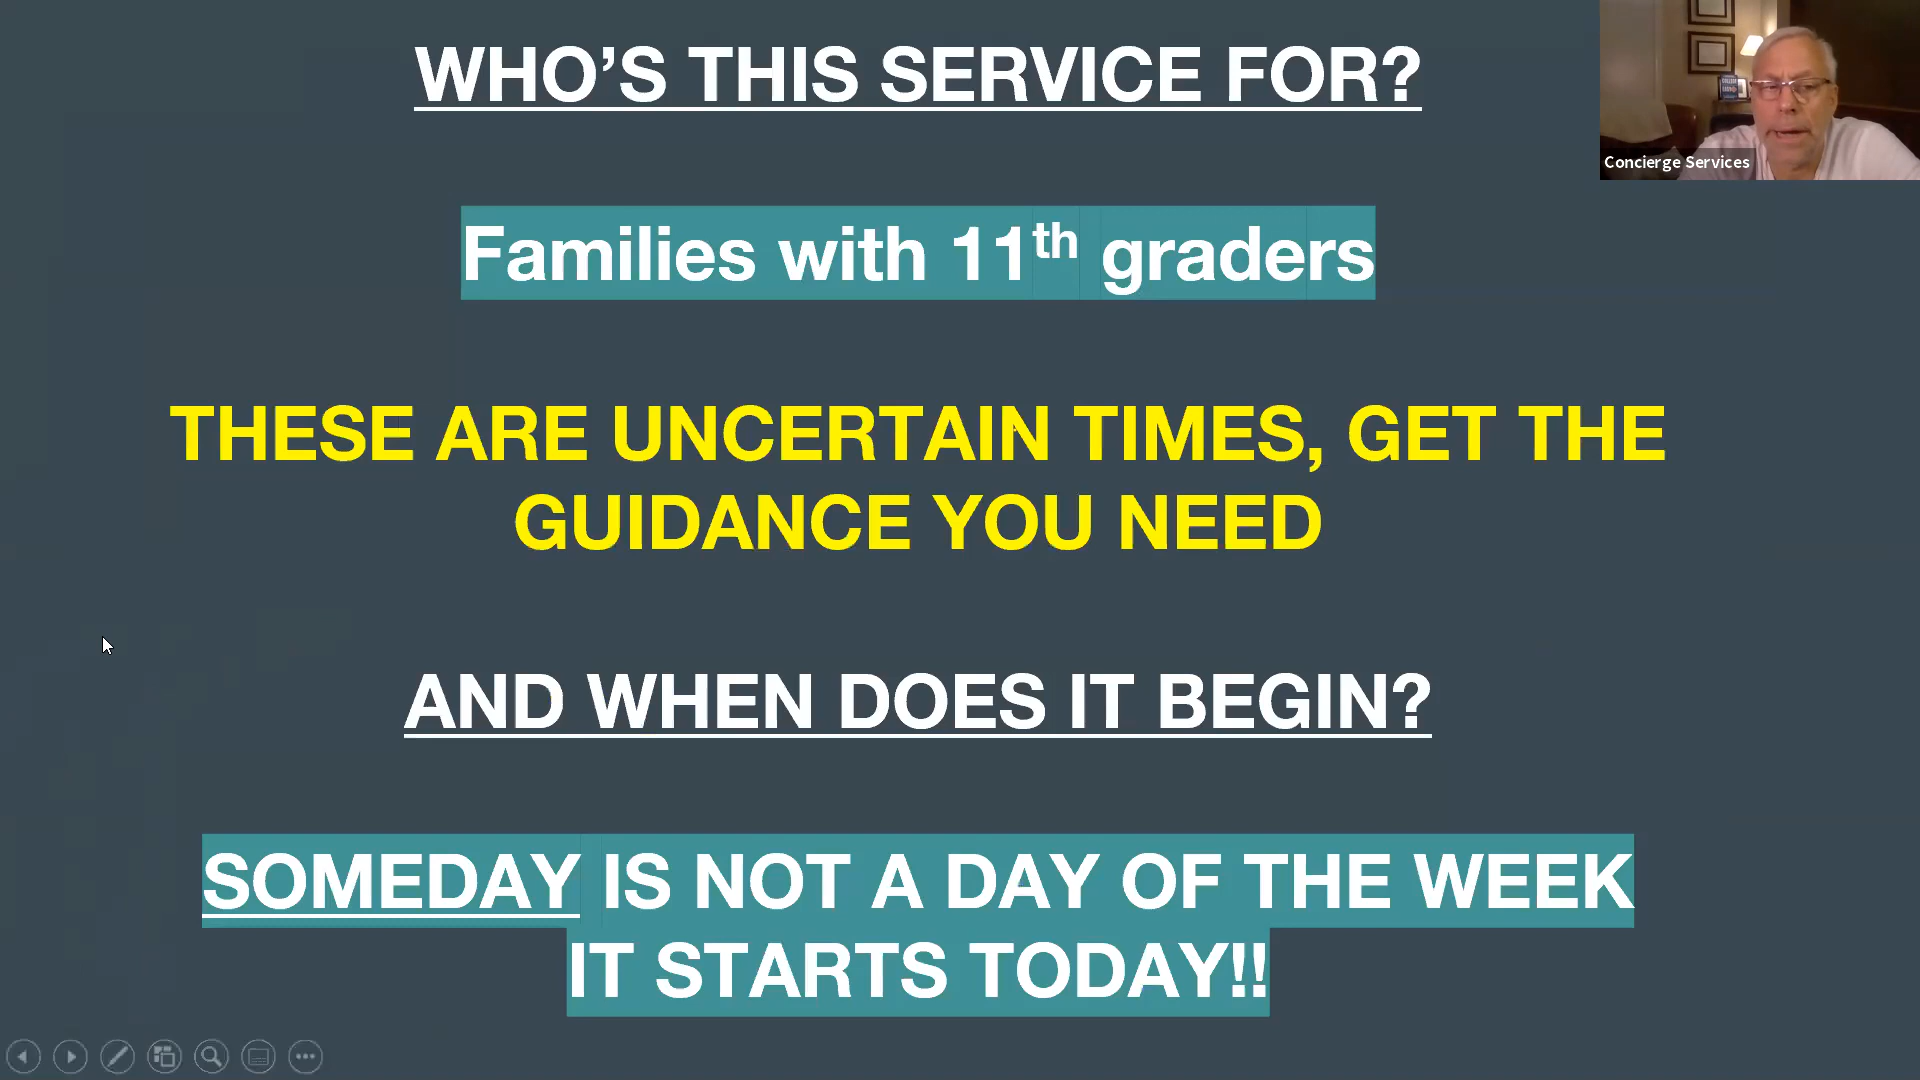 WHO’S THIS SERVICE FOR?
Concierge Services
Families with 11th graders
THESE ARE UNCERTAIN TIMES, GET THE
GUIDANCE YOU NEED
AND WHEN DOES IT BEGIN?
SOMEDAY IS NOT A DAY OF THE WEEK
IT STARTS TODAY!!